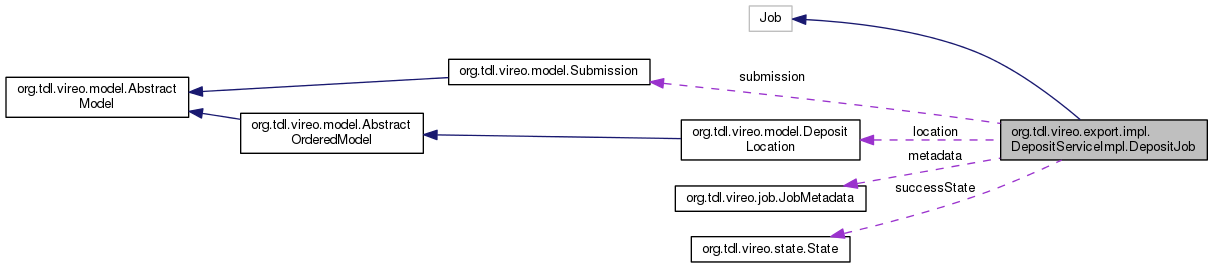 Job
org.tdl.vireo.model.Submission
submission
org.tdl.vireo.model.Abstract
Model
org.tdl.vireo.model.Abstract
OrderedModel
org.tdl.vireo.model.Deposit
Location
location
org.tdl.vireo.export.impl.
DepositServiceImpl.DepositJob
metadata
org.tdl.vireo.job.JobMetadata
successState
org.tdl.vireo.state.State